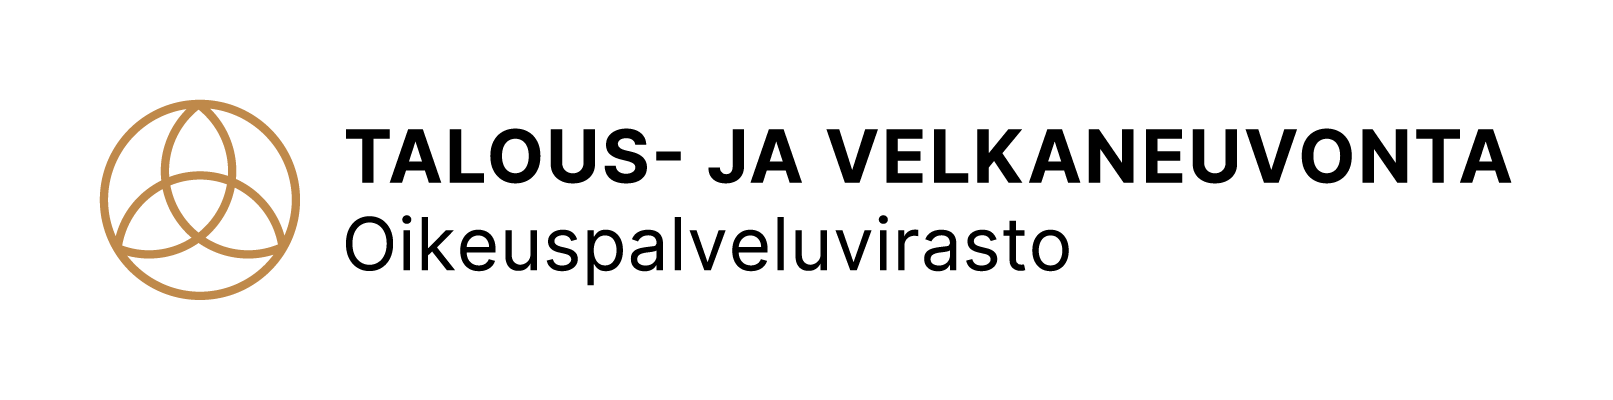 TALOUS- JA VELKANEUVONTA
Oikeuspalveluvirasto